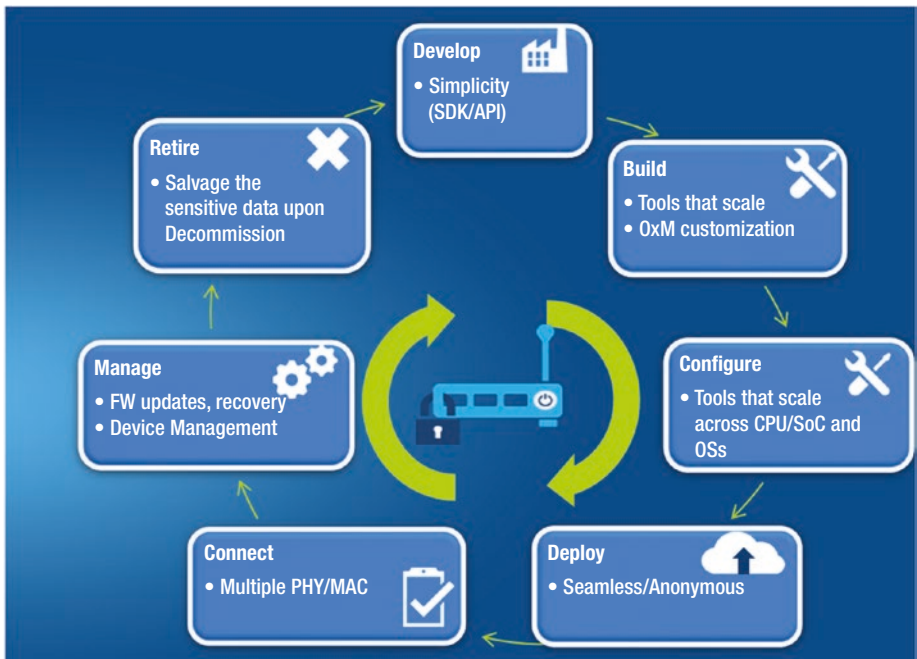 Develop
• Simplicity
(SDK/API)
Build
• Tools that scale
• OxM customization
Configure
• Tools that scale
across CPU/SoC and
OSs
Deploy
• Seamless/Anonymous
Connect
• Multiple PHY/MAC
Manage
• FW updates, recovery
• Device Management
Retire
• Salvage the
sensitive data upon
Decommission